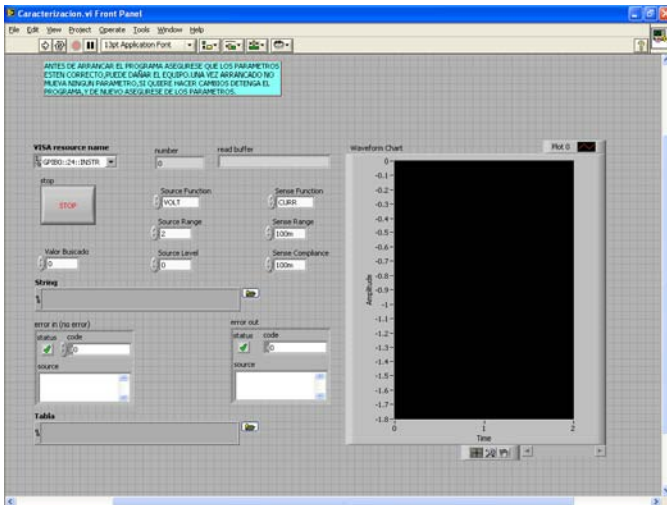 Caracterizacion.vi Front Panel
File Edit View Project Operate Tools Window Help
13pt Application Font
ANTES DE ARRANCAR EL PROGRAMA ASEGURESE QUE LOS PARAMETROS
ESTEN CORRECTO,PUEDE DAÑAR EL EQUIPO.UNA VEZ ARRANCADO NO
MUEVA NINGUN PARAMETRO,SI QUIERE HACER CAMBIOS DETENGA EL
PROGRAMA,Y DE NUEVO ASEGURESE DE LOS PARAMETROS.
VISA resource name
GPIB0::24::INSTR
number
0
read buffer
stop
STOP
Source Function
VOLT
Sense Function
CURR
Source Range
2
Sense Range
100m
Valor Buscado
0
Source Level
0
Sense Compliance
100m
String
error in (no error)
status code
0
source
error out
status code
0
source
Tabla
Waveform Chart
Plot 0
Amplitude
0
-0.1
-0.2
-0.3
-0.4
-0.5
-0.6
-0.7
-0.8
-0.9
-1
-1.1
-1.2
-1.3
-1.4
-1.5
-1.6
-1.7
-1.8
0 1 2
Time